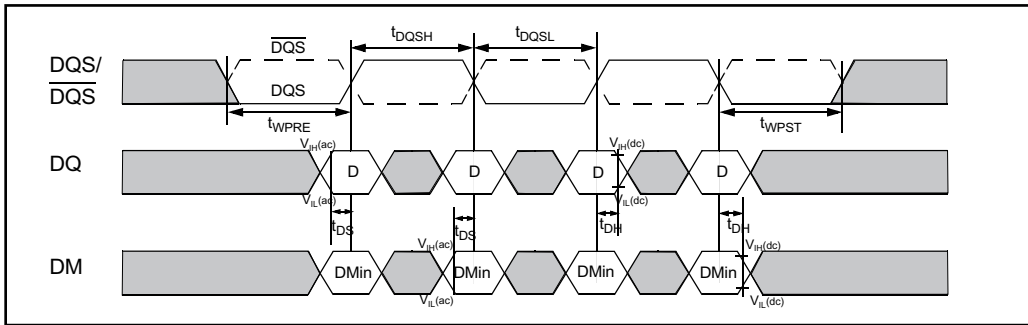 tDQSH tDQSL
DQS
DQS/
DQS
DQS
tWPRE tWPST
VIH(ac) VIH(dc)
DQ D D D D
VIL(ac) VIL(dc)
tDS tDS tDH tDH
VIH(ac) VIH(dc)
DM DMin DMin DMin DMin
VIL(ac) VIL(dc)